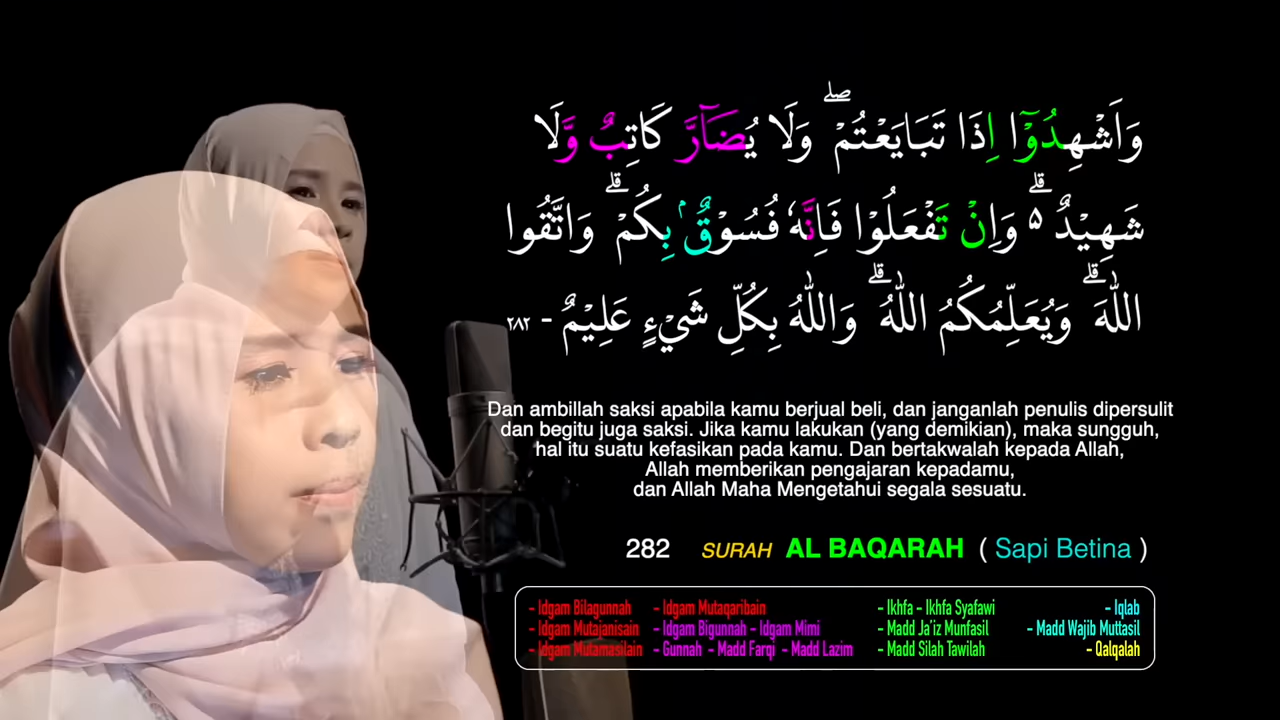 وَاَشْهِدُوْٓا اِذَا تَبَايَعْتُمْ ۖ وَلَا يُضَاۤرَّ كَاتِبٌ وَّلَا
شَهِيْدٌ ەۗ وَاِنْ تَفْعَلُوْا فَاِنَّهٗ فُسُوْقٌۢ بِكُمْ ۗ وَاتَّقُوا
اللّٰهَ ۗ وَيُعَلِّمُكُمُ اللّٰهُ ۗ وَاللّٰهُ بِكُلِّ شَيْءٍ عَلِيْمٌ - ٢٨٢
Dan ambillah saksi apabila kamu berjual beli, dan janganlah penulis dipersulit
dan begitu juga saksi. Jika kamu lakukan (yang demikian), maka sungguh,
hal itu suatu kefasikan pada kamu. Dan bertakwalah kepada Allah,
Allah memberikan pengajaran kepadamu,
dan Allah Maha Mengetahui segala sesuatu.
282 SURAH AL BAQARAH ( Sapi Betina )
- Idgam Bilagunnah - Idgam Mutaqaribain - Ikhfa - Ikhfa Syafawi - Iqlab
- Idgam Mutajanisain - Idgam Bigunnah - Idgam Mimi - Madd Ja'iz Munfasil - Madd Wajib Muttasil
- Idgam Mutamasilain - Gunnah - Madd Farqi - Madd Lazim - Madd Silah Tawilah - Qalqalah